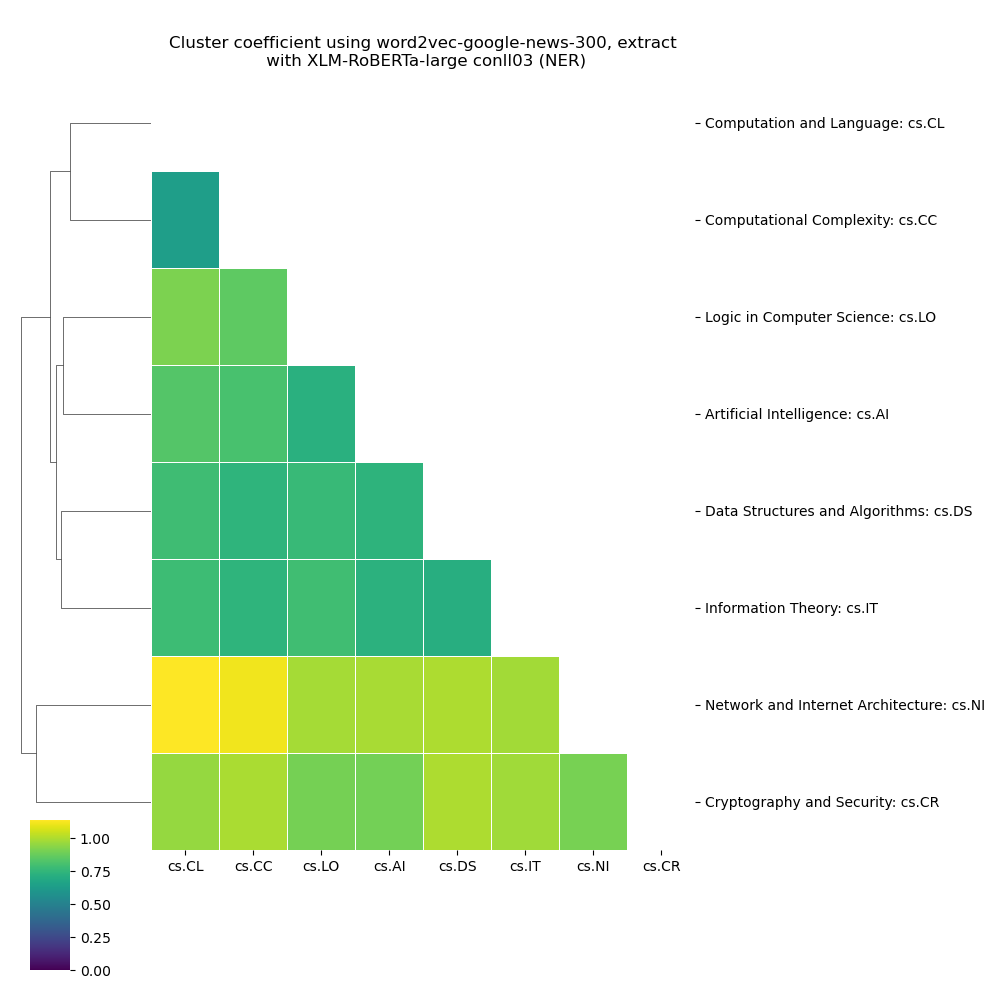 Cluster coefficient using word2vec-google-news-300, extract
with XLM-RoBERTa-large conll03 (NER)
Computation and Language: cs.CL
Computational Complexity: cs.CC
Logic in Computer Science: cs.LO
Artificial Intelligence: cs.AI
Data Structures and Algorithms: cs.DS
Information Theory: cs.IT
Network and Internet Architecture: cs.NI
Cryptography and Security: cs.CR
cs.CL cs.CC cs.LO cs.AI cs.DS cs.IT cs.NI cs.CR
1.00
0.75
0.50
0.25
0.00